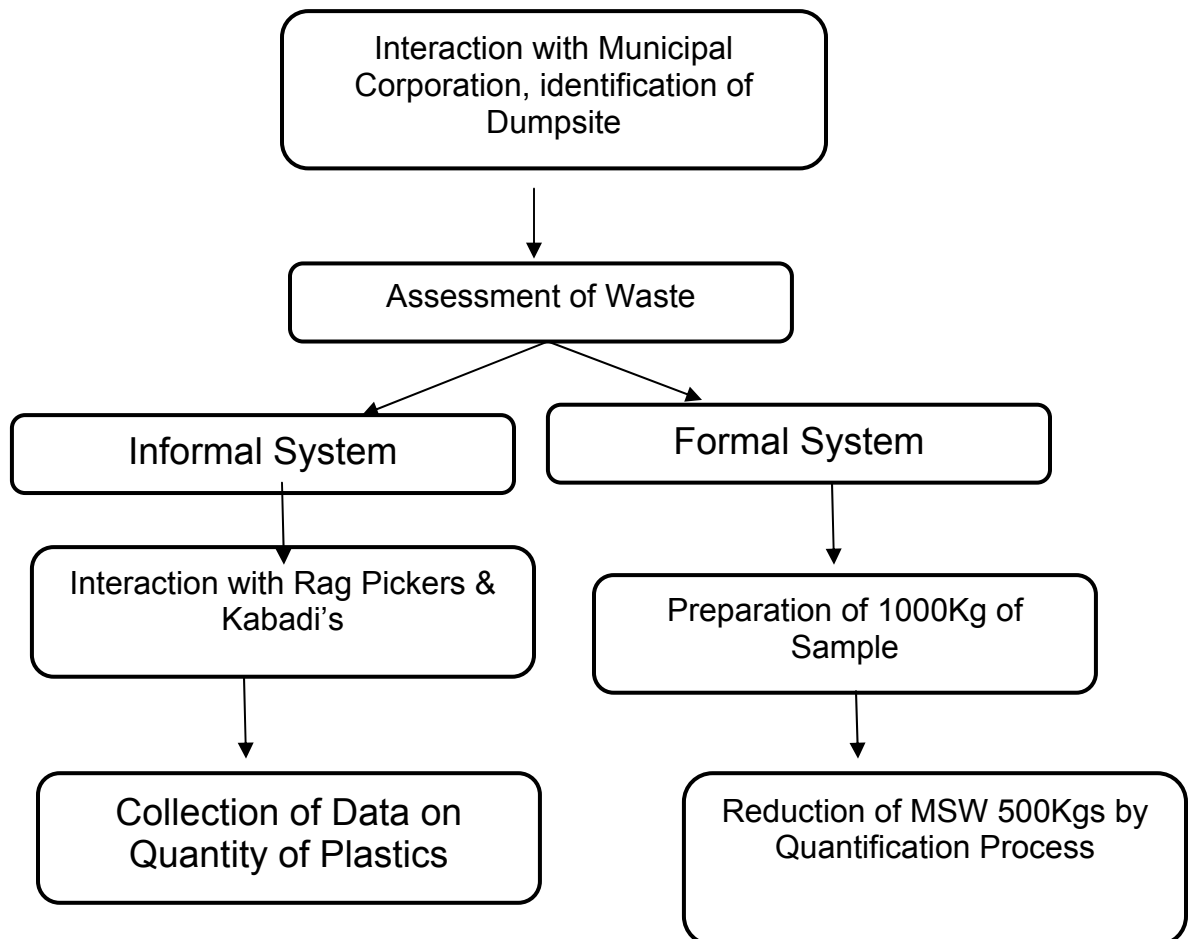 Interaction with Municipal
Corporation, identification of
Dumpsite
Assessment of Waste
Informal System
Formal System
Interaction with Rag Pickers &
Kabadi’s
Preparation of 1000Kg of
Sample
Collection of Data on
Quantity of Plastics
Reduction of MSW 500Kgs by
Quantification Process